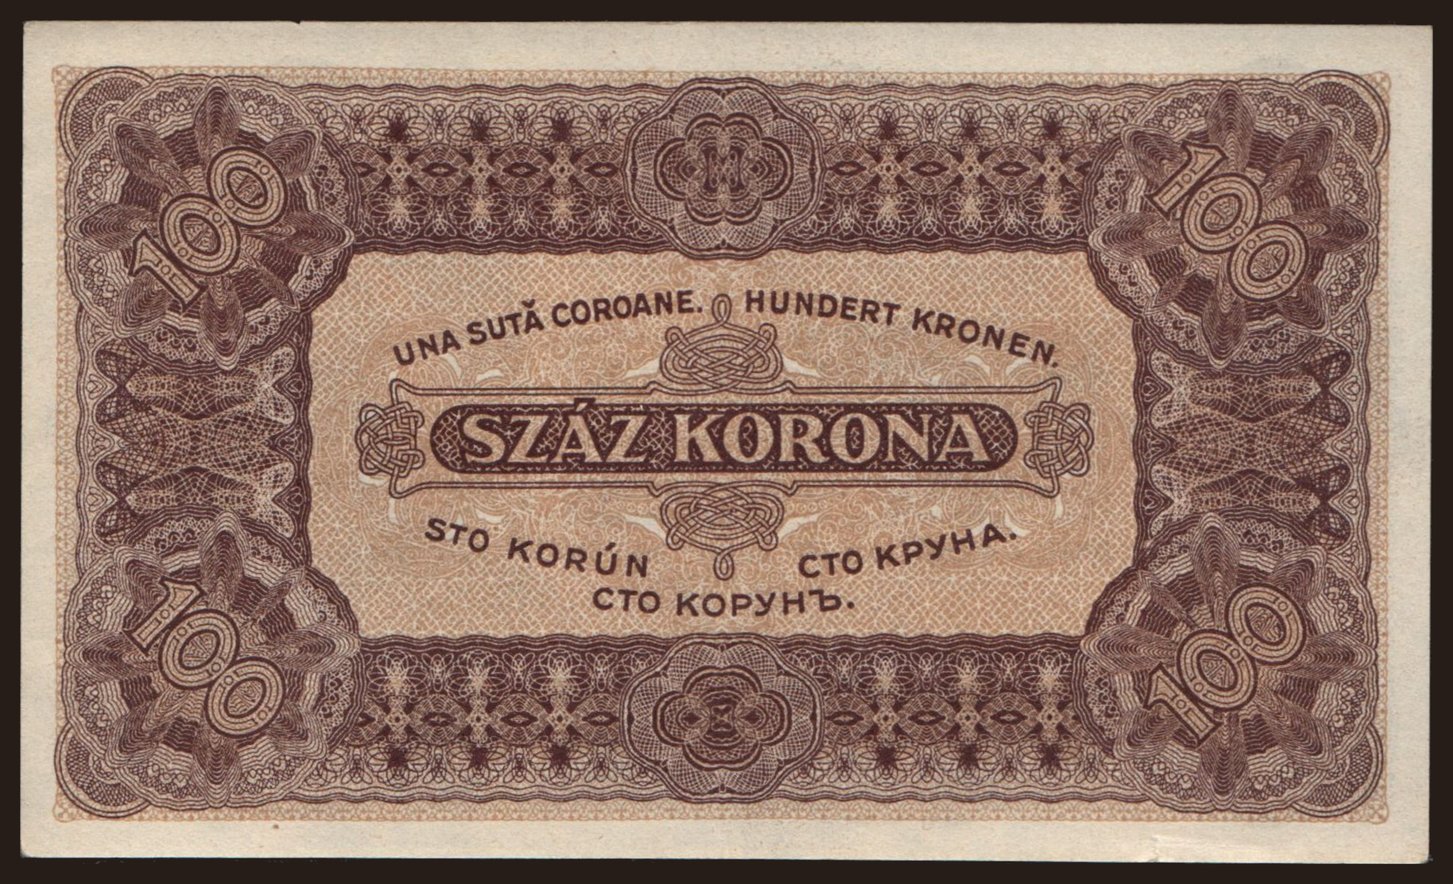 100
100
UNA SUTĂ COROANE.
HUNDERT KRONEN.
SZÁZ KORONA
STO KORÚN
СТО КРУНА.
СТО КОРУНЪ.
100
100